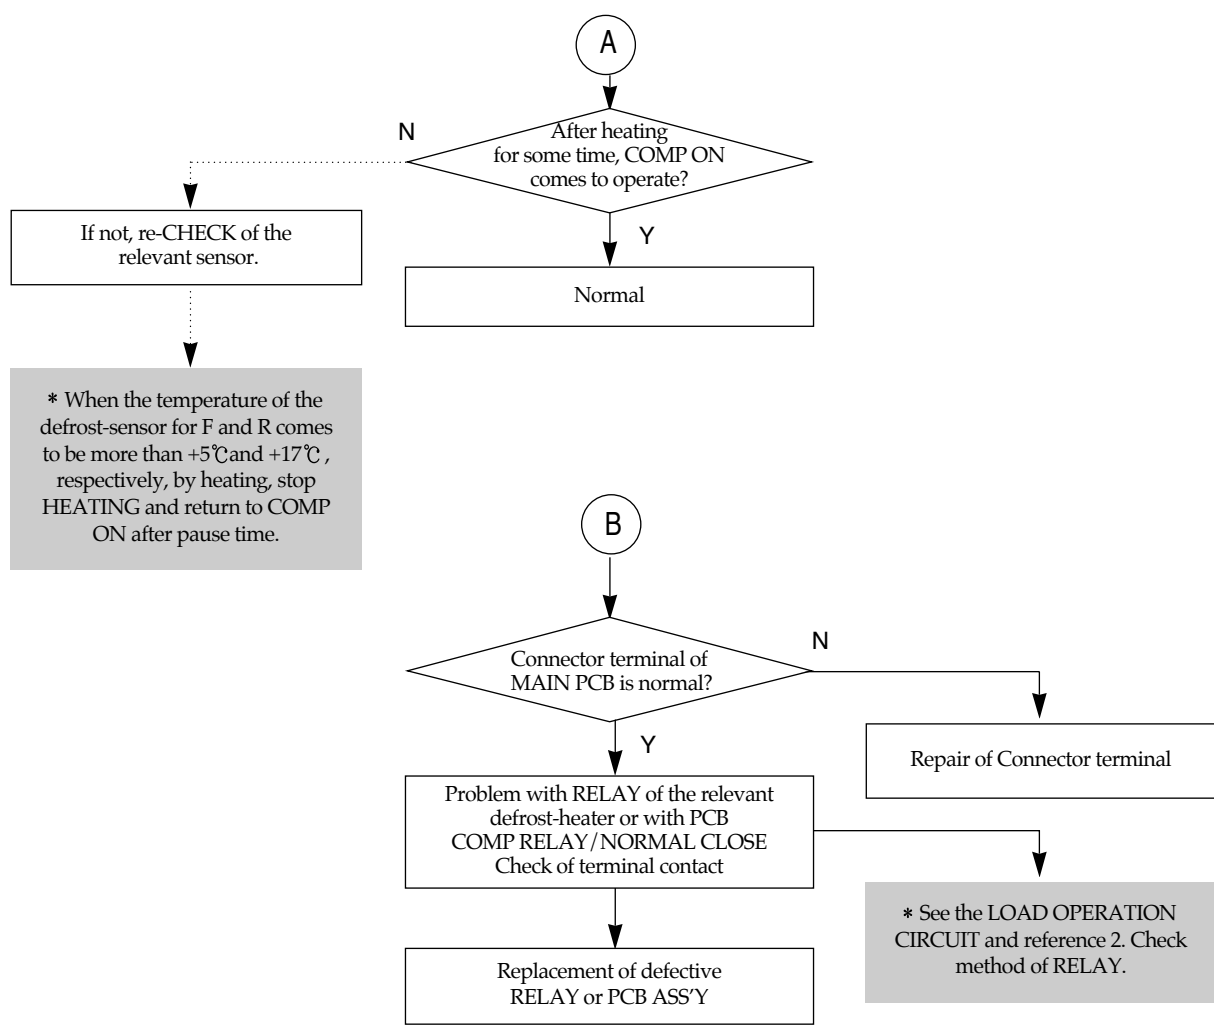 A
After heating
for some time, COMP ON
comes to operate?
N
Y
If not, re-CHECK of the
relevant sensor.
Normal
* When the temperature of the
defrost-sensor for F and R comes
to be more than +5℃and +17℃ ,
respectively, by heating, stop
HEATING and return to COMP
ON after pause time.
B
Connector terminal of
MAIN PCB is normal?
N
Y
Repair of Connector terminal
Problem with RELAY of the relevant
defrost-heater or with PCB
COMP RELAY/NORMAL CLOSE
Check of terminal contact
* See the LOAD OPERATION
CIRCUIT and reference 2. Check
method of RELAY.
Replacement of defective
RELAY or PCB ASS'Y